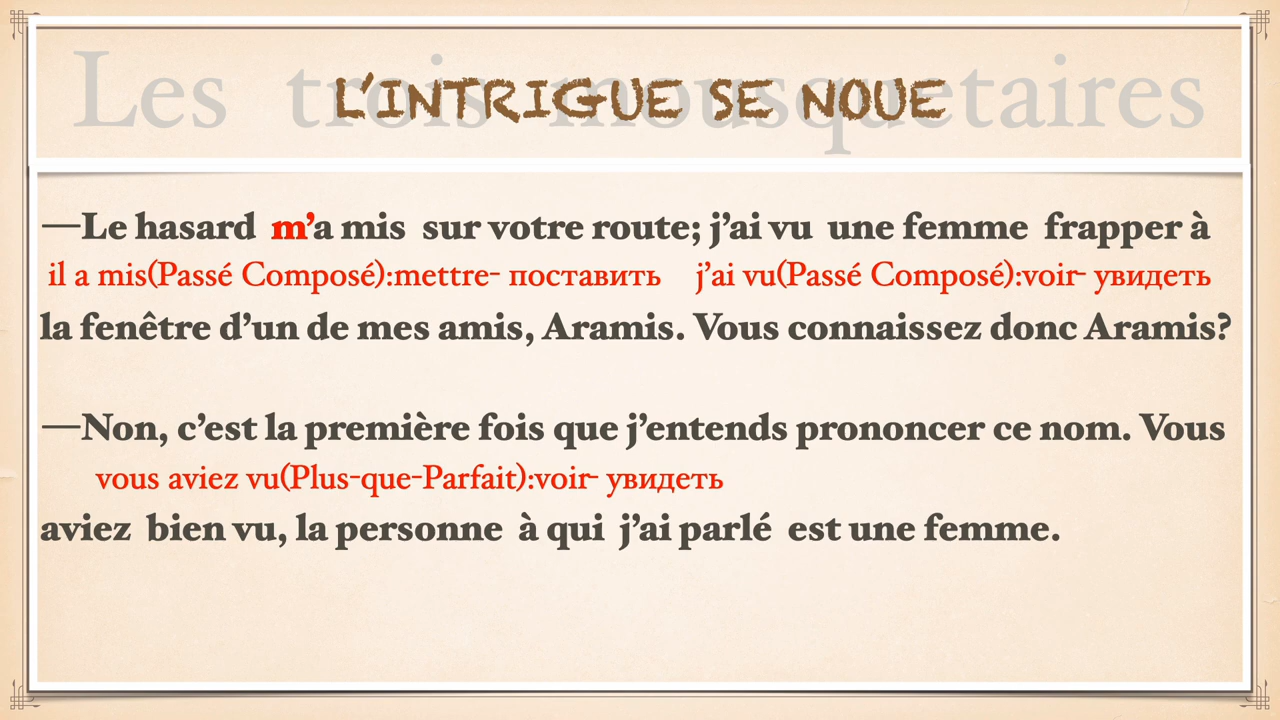 Les trois mousquetaires
L'INTRIGUE SE NOUE
—Le hasard m'a mis sur votre route; j'ai vu une femme frapper à
il a mis(Passé Composé):mettre- поставить j'ai vu(Passé Composé):voir- увидеть
la fenêtre d'un de mes amis, Aramis. Vous connaissez donc Aramis?
—Non, c'est la première fois que j'entends prononcer ce nom. Vous
vous aviez vu(Plus-que-Parfait):voir- увидеть
aviez bien vu, la personne à qui j'ai parlé est une femme.